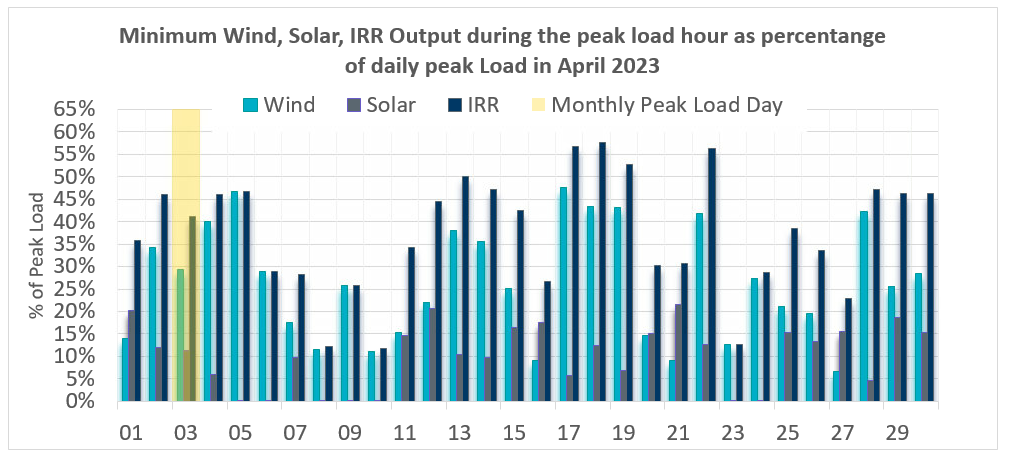 Minimum Wind, Solar, IRR Output during the peak load hour as percentange
of daily peak Load in April 2023
Wind Solar IRR Monthly Peak Load Day
% of Peak Load
65%
60%
55%
50%
45%
40%
35%
30%
25%
20%
15%
10%
5%
0%
01 03 05 07 09 11 13 15 17 19 21 23 25 27 29